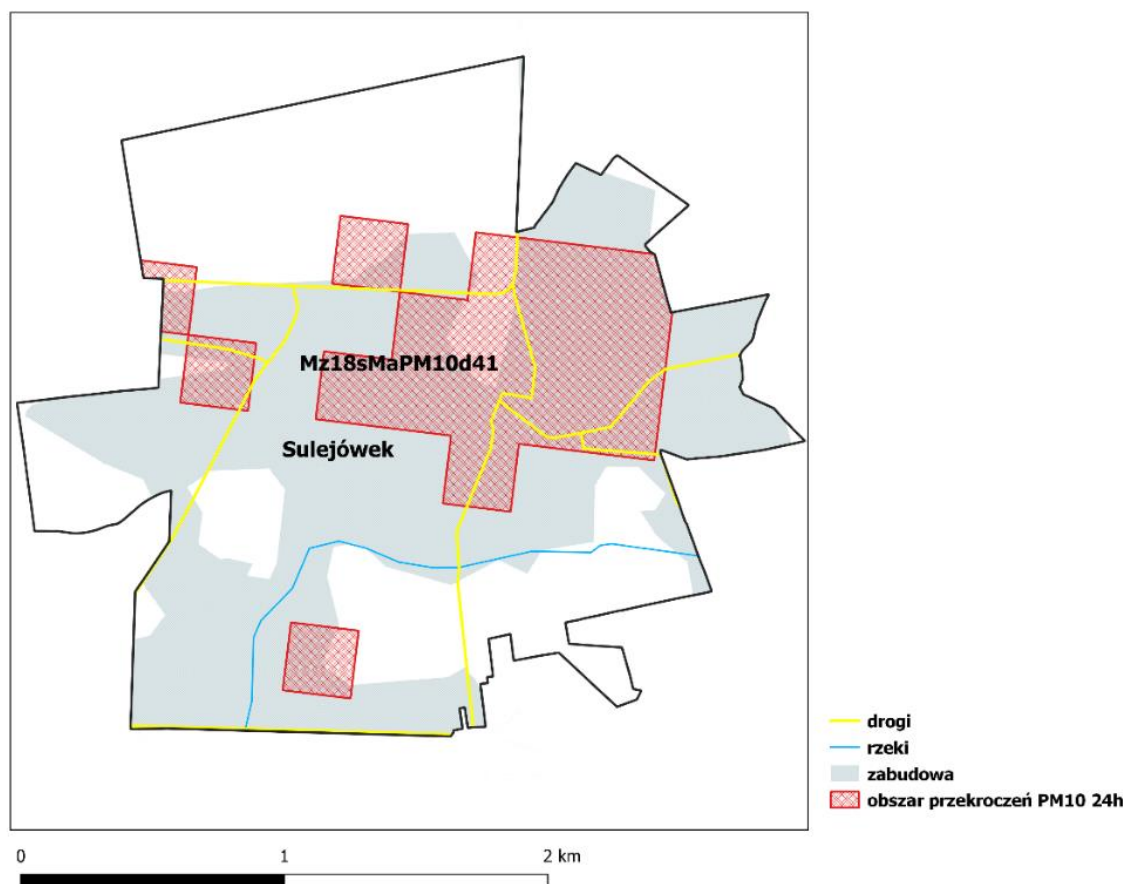 Mz18sMaPM10d41
Sulejówek
drogi
rzeki
zabudowa
obszar przekroczeń PM10 24h
0 1 2 km